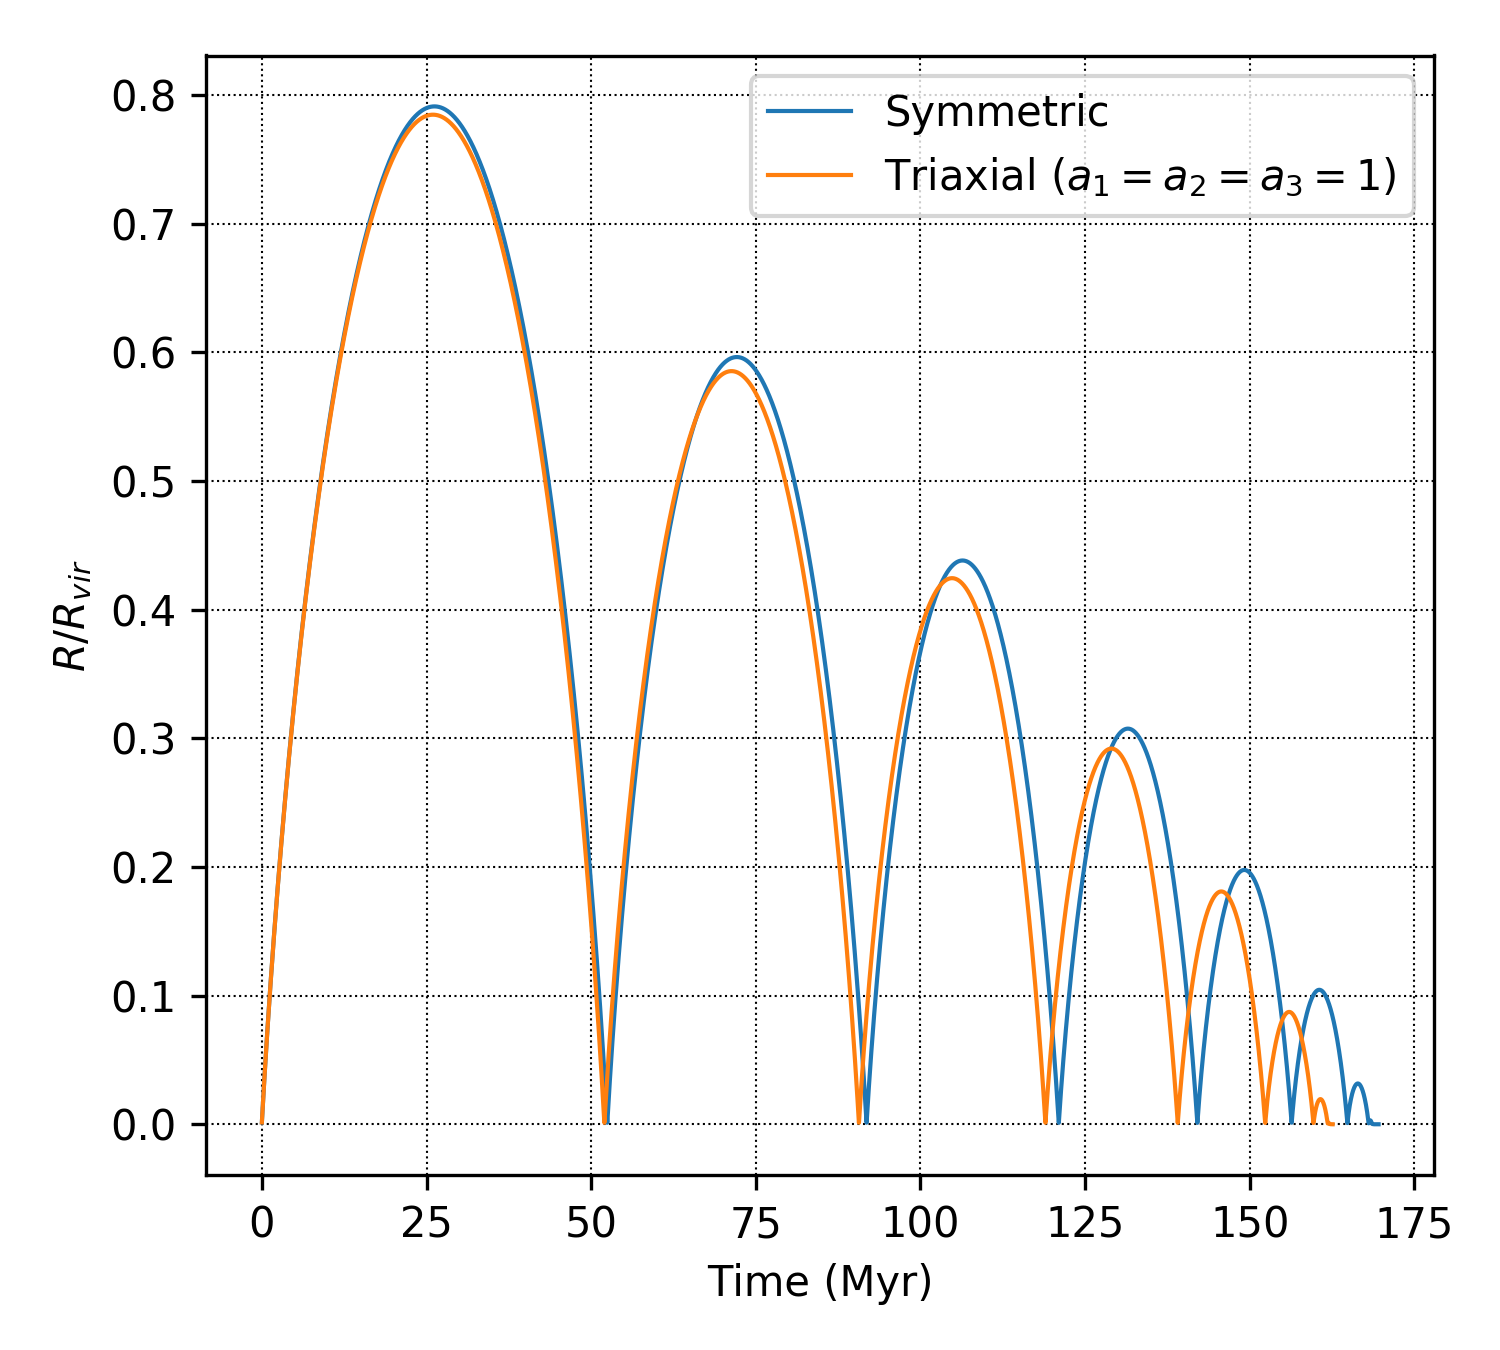 Symmetric
Triaxial (a₁ = a₂ = a₃ = 1)
0.8
0.7
0.6
0.5
0.4
0.3
0.2
0.1
0.0
R/Rᵥᵢᵣ
0 25 50 75 100 125 150 175
Time (Myr)